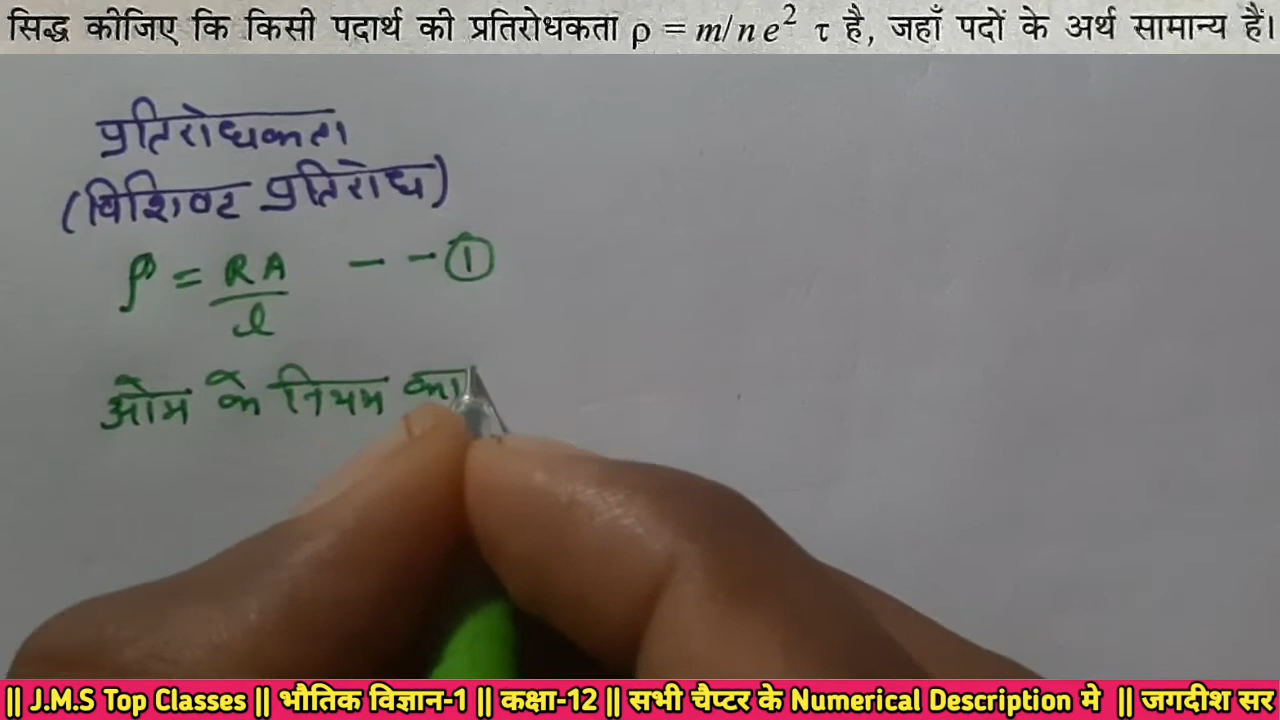 सिद्ध कीजिए कि किसी पदार्थ की प्रतिरोधकता ρ = m/ne² τ है, जहाँ पदों के अर्थ सामान्य हैं।
प्रतिरोधकता
(विशिष्ट प्रतिरोध)
ρ = RA/l --- ①
ओम के नियम का
|| J.M.S Top Classes || भौतिक विज्ञान-1 || कक्षा-12 || सभी चैप्टर के Numerical Description मे || जगदीश सर